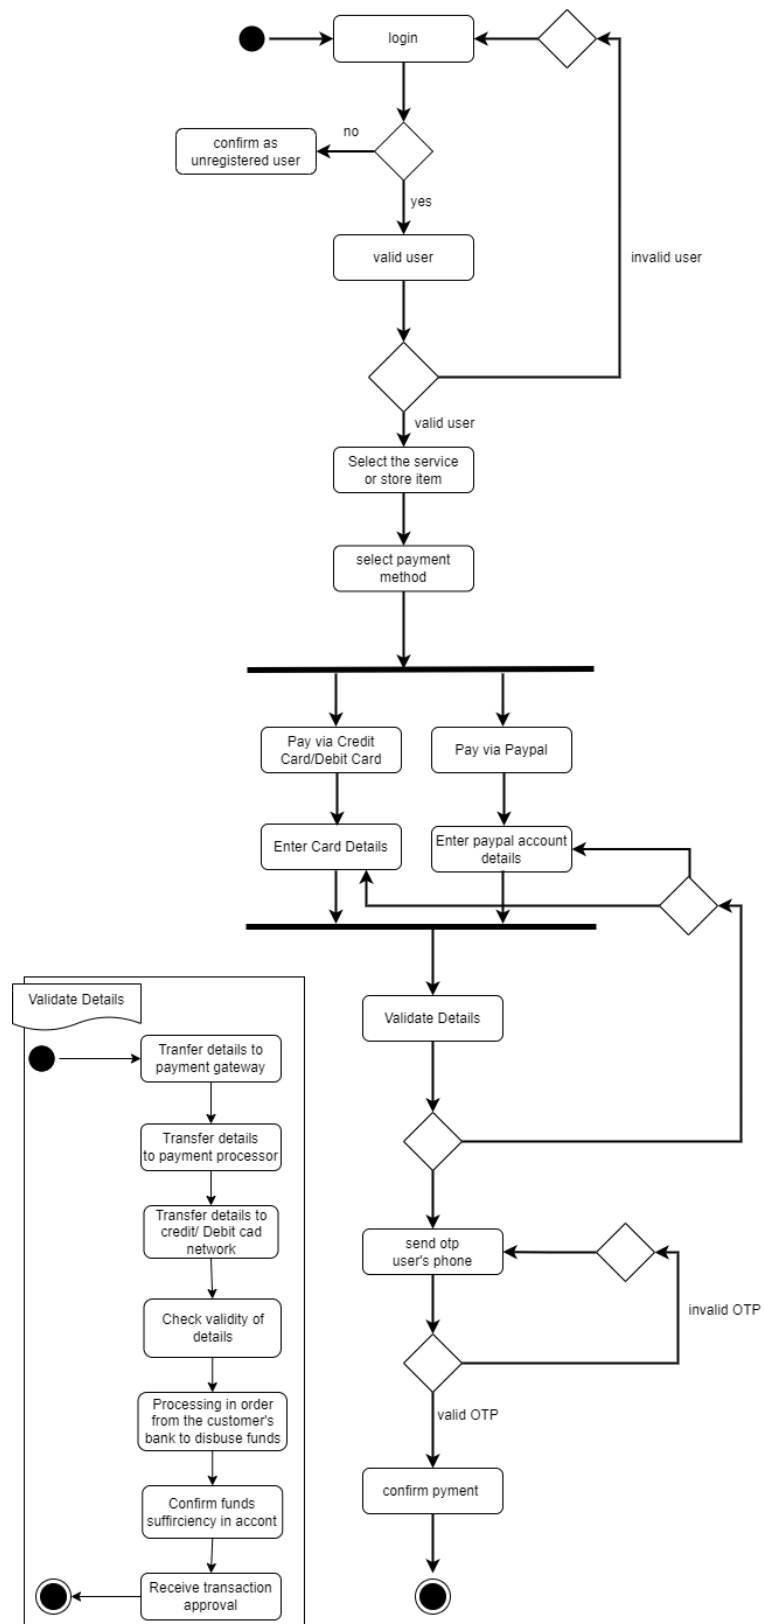 login
no
confirm as
unregistered user
yes
valid user
invalid user
valid user
Select the service
or store item
select payment
method
Pay via Credit
Card/Debit Card
Pay via Paypal
Enter Card Details
Enter paypal account
details
Validate Details
Validate Details
Tranfer details to
payment gateway
Transfer details
to payment processor
Transfer details to
credit/ Debit cad
network
send otp
user's phone
Check validity of
details
invalid OTP
Processing in order
from the customer's
bank to disbuse funds
valid OTP
confirm pyment
Confirm funds
suffirciency in accont
Receive transaction
approval